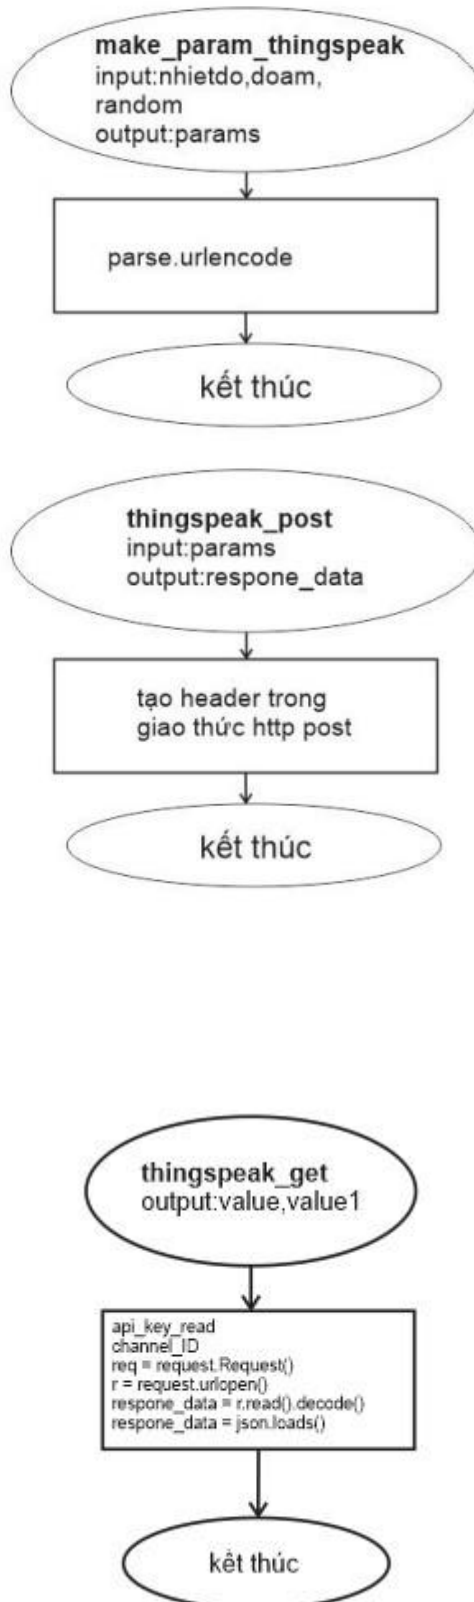 make_param_thingspeak
input:nhietdo,doam,
random
output:params
parse.urlencode
kết thúc
thingspeak_post
input:params
output:respone_data
tạo header trong
giao thức http post
kết thúc
thingspeak_get
output:value,value1
api_key_read
channel_ID
req = request.Request()
r = request.urlopen()
respone_data = r.read().decode()
respone_data = json.loads()
kết thúc